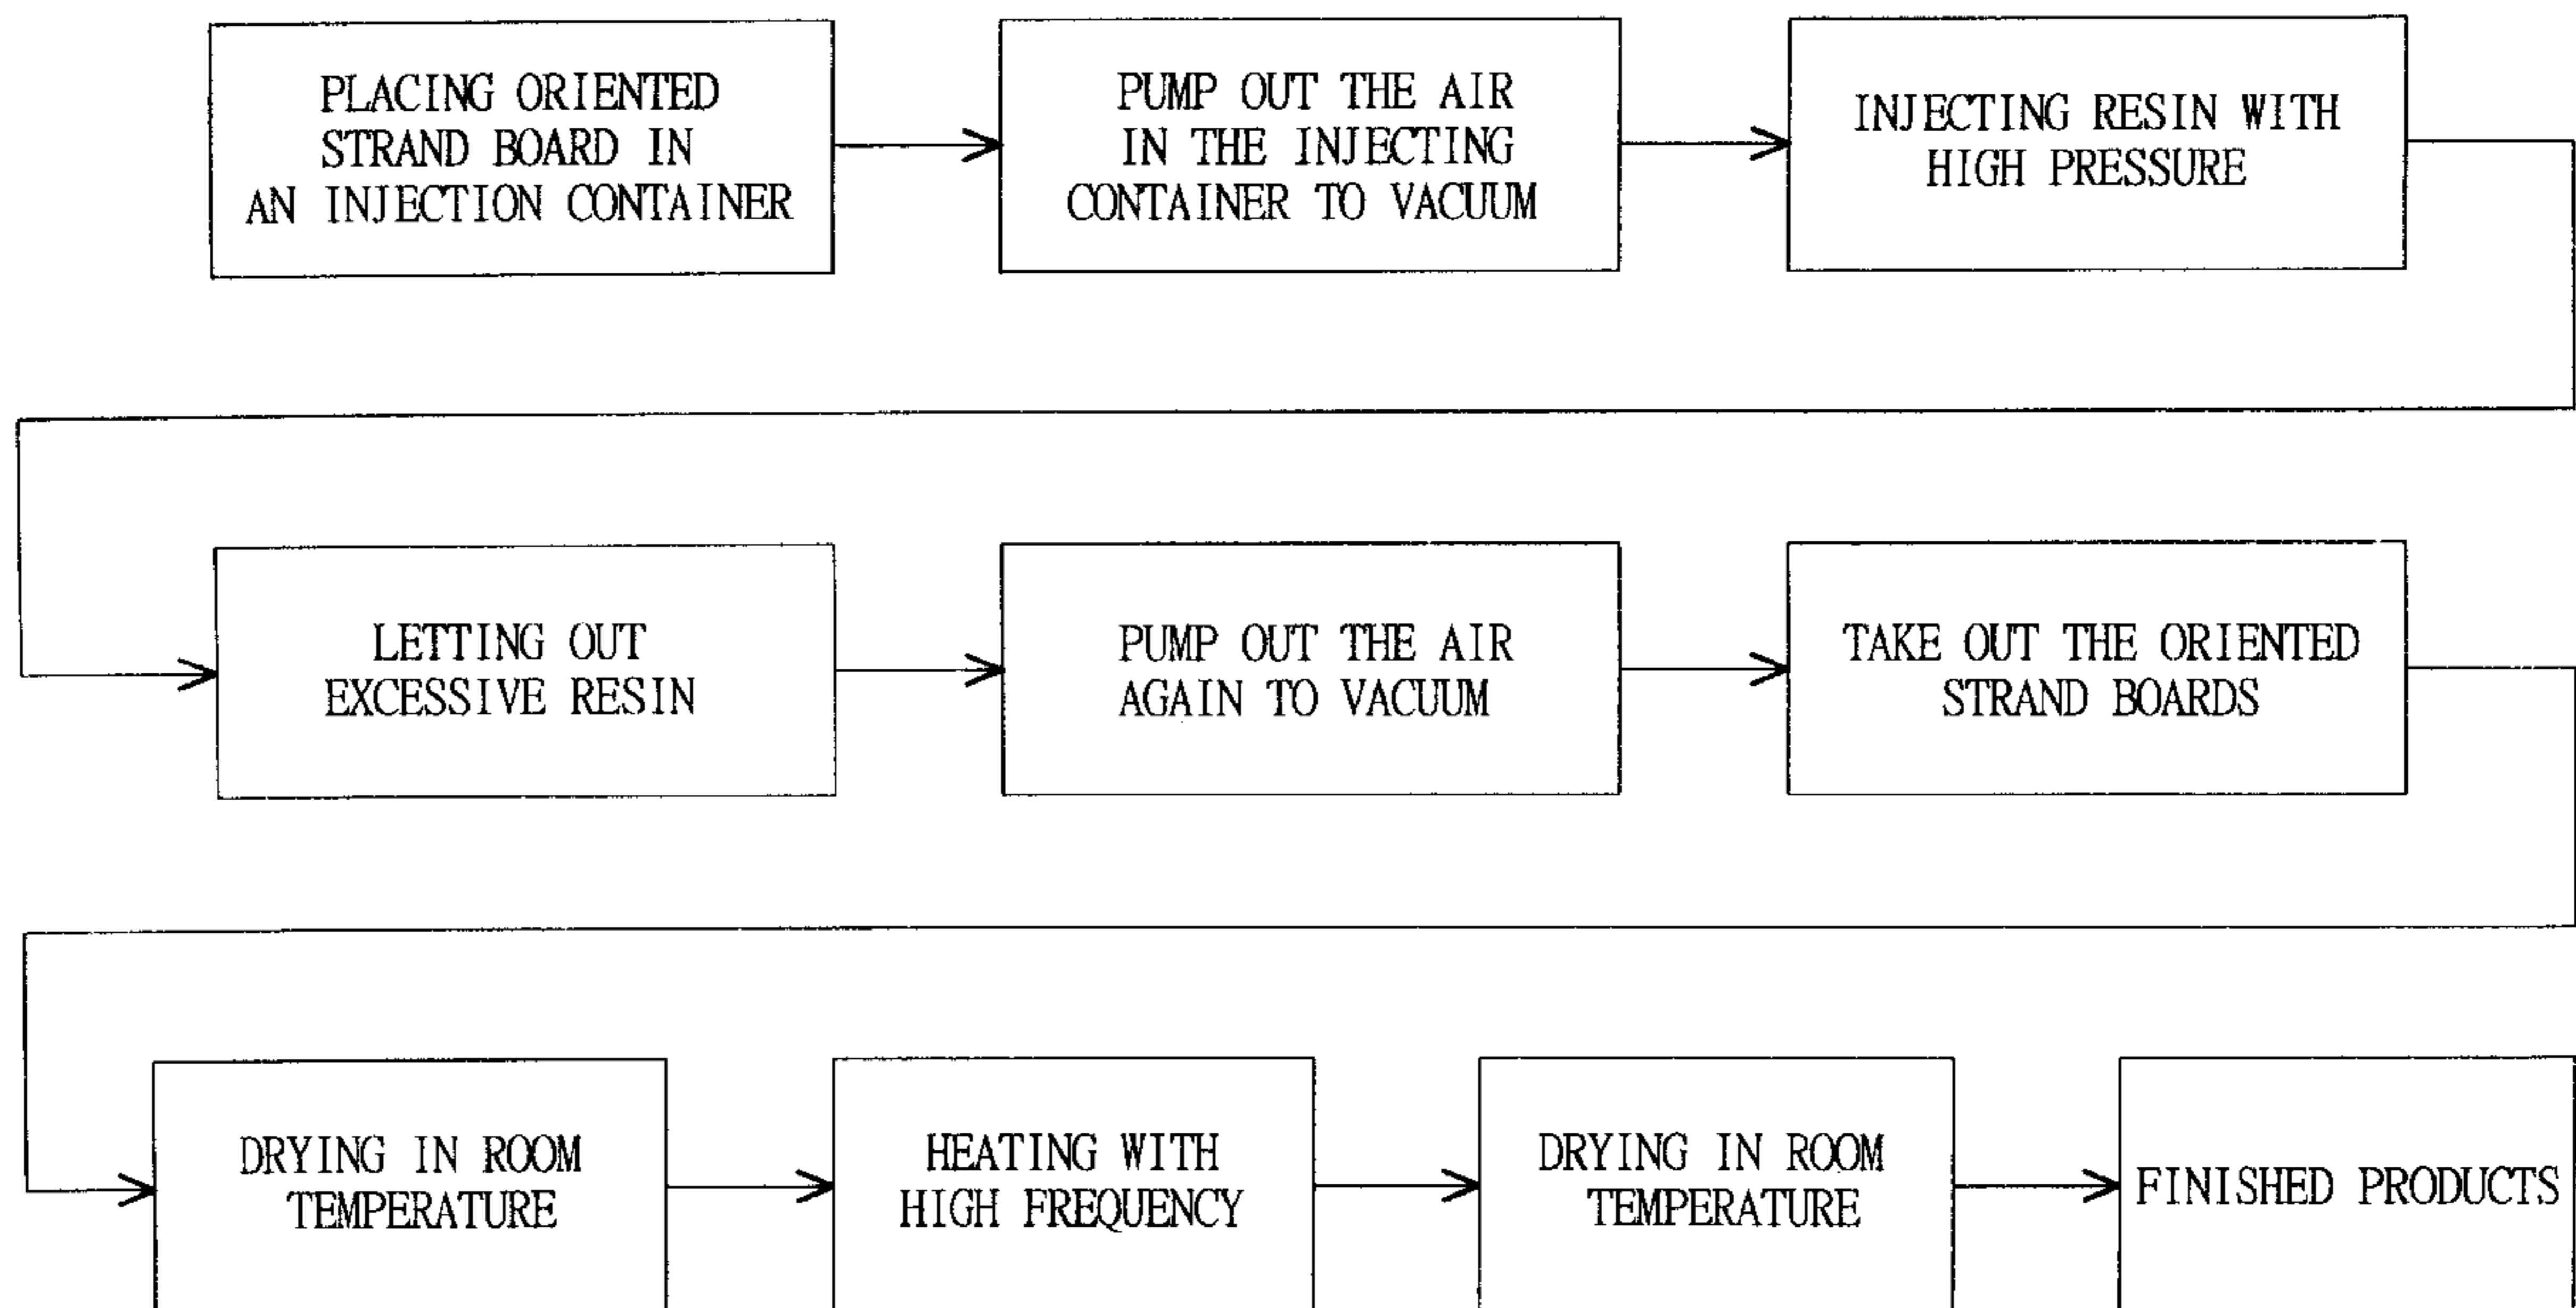 PLACING ORIENTED
STRAND BOARD IN
AN INJECTION CONTAINER
PUMP OUT THE AIR
IN THE INJECTING
CONTAINER TO VACUUM
INJECTING RESIN WITH
HIGH PRESSURE
LETTING OUT
EXCESSIVE RESIN
PUMP OUT THE AIR
AGAIN TO VACUUM
TAKE OUT THE ORIENTED
STRAND BOARDS
DRYING IN ROOM
TEMPERATURE
HEATING WITH
HIGH FREQUENCY
DRYING IN ROOM
TEMPERATURE
FINISHED PRODUCTS